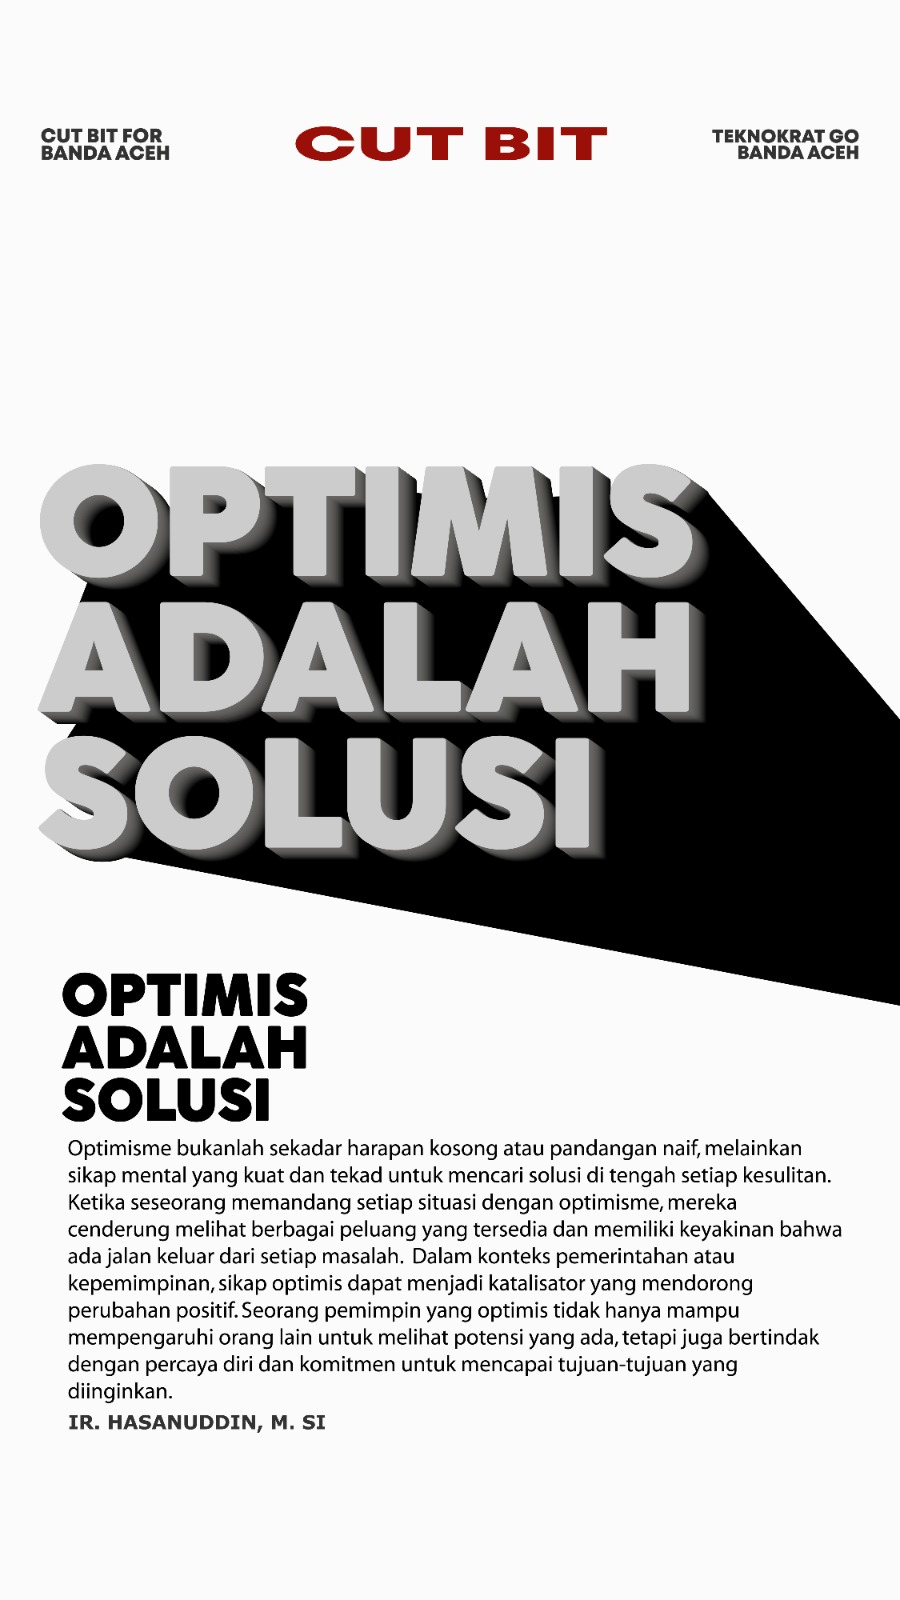 CUT BIT FOR
BANDA ACEH
CUT BIT
TEKNOKRAT GO
BANDA ACEH
OPTIMIS
ADALAH
SOLUSI
OPTIMIS
ADALAH
SOLUSI
Optimisme bukanlah sekadar harapan kosong atau pandangan naif, melainkan
sikap mental yang kuat dan tekad untuk mencari solusi di tengah setiap kesulitan.
Ketika seseorang memandang setiap situasi dengan optimisme, mereka
cenderung melihat berbagai peluang yang tersedia dan memiliki keyakinan bahwa
ada jalan keluar dari setiap masalah. Dalam konteks pemerintahan atau
kepemimpinan, sikap optimis dapat menjadi katalisator yang mendorong
perubahan positif. Seorang pemimpin yang optimis tidak hanya mampu
mempengaruhi orang lain untuk melihat potensi yang ada, tetapi juga bertindak
dengan percaya diri dan komitmen untuk mencapai tujuan-tujuan yang
diinginkan.
IR. HASANUDDIN, M. SI